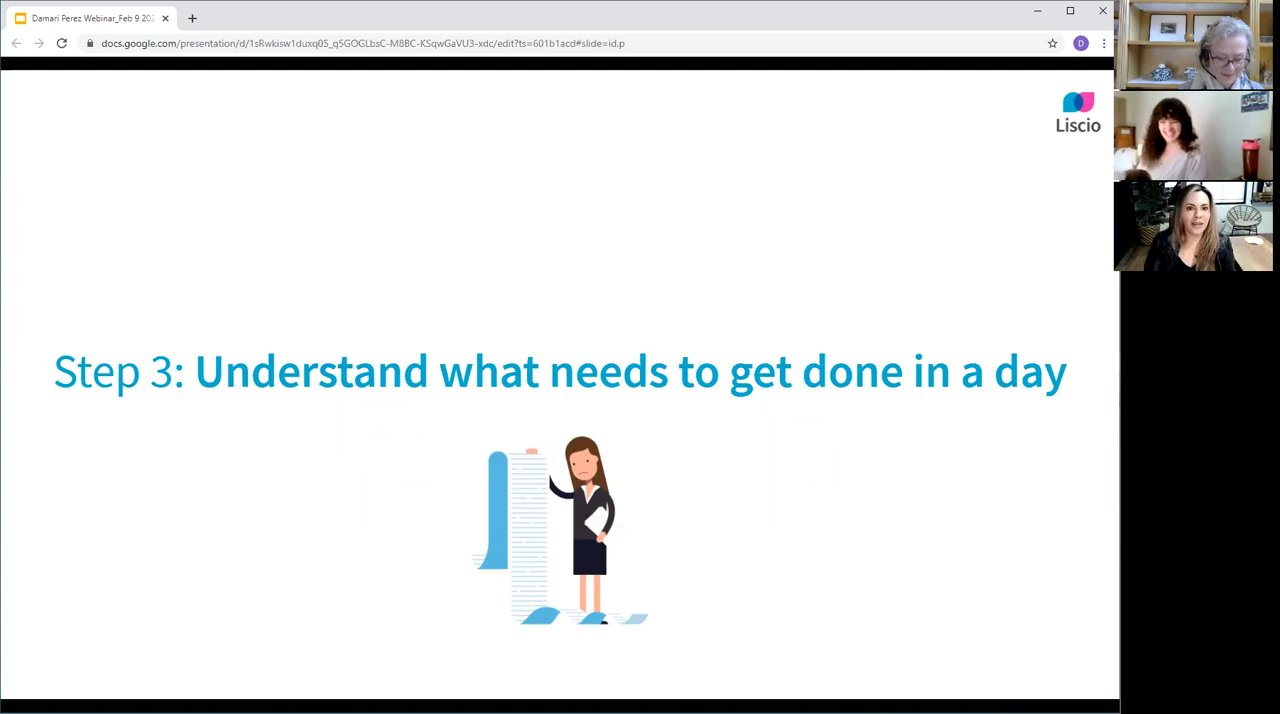 Damari Perez Webinar_Feb 9 202
docs.google.com/presentation/d/1sRwkisw1duxq05_q5GOGLbsC-M8BC-KSqwGaVU3-xdc/edit?ts=601b1acd#slide=id.p
D
Liscio
Step 3: Understand what needs to get done in a day